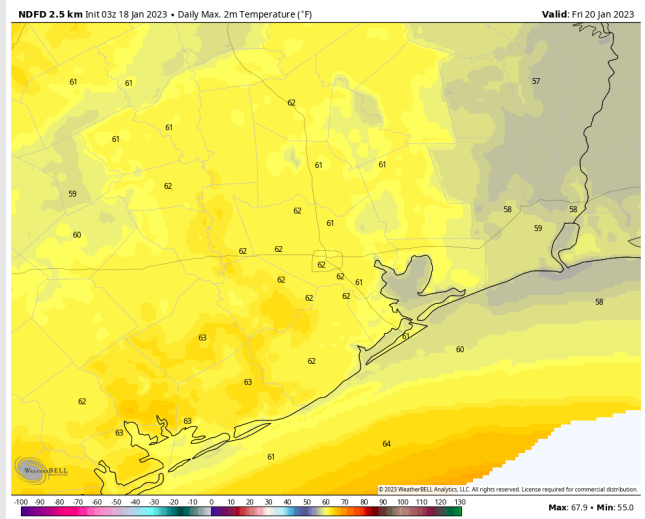 NDFD 2.5 km Init 03z 18 Jan 2023 • Daily Max. 2m Temperature (°F)
Valid: Fri 20 Jan 2023
61 61 57
62
61 61
61 61
59 62
62 58 58
61 59
60
62 62
62
62 62 61
62 62
58
63 61
60
62
63
62
63 63
64
61
WEATHERBELL
© 2023 WeatherBELL Analytics, LLC. All rights reserved. License required for commercial distribution.
-100 -90 -80 -70 -60 -50 -40 -30 -20 -10 0 10 20 30 40 50 60 70 80 90 100 110 120 130
Max: 67.9 • Min: 55.0